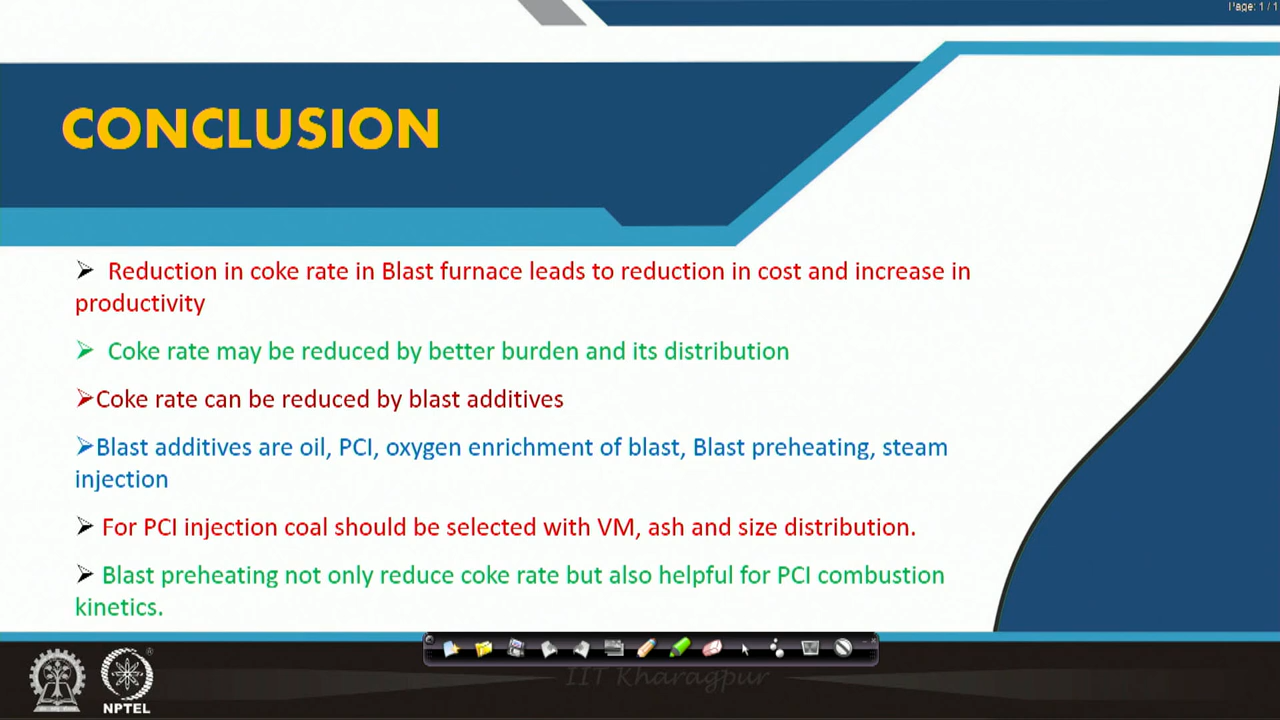 Page: 1 / 1
CONCLUSION
➢ Reduction in coke rate in Blast furnace leads to reduction in cost and increase in
productivity
➢ Coke rate may be reduced by better burden and its distribution
➢Coke rate can be reduced by blast additives
➢Blast additives are oil, PCI, oxygen enrichment of blast, Blast preheating, steam
injection
➢ For PCI injection coal should be selected with VM, ash and size distribution.
➢ Blast preheating not only reduce coke rate but also helpful for PCI combustion
kinetics.
IIT Kharagpur
NPTEL